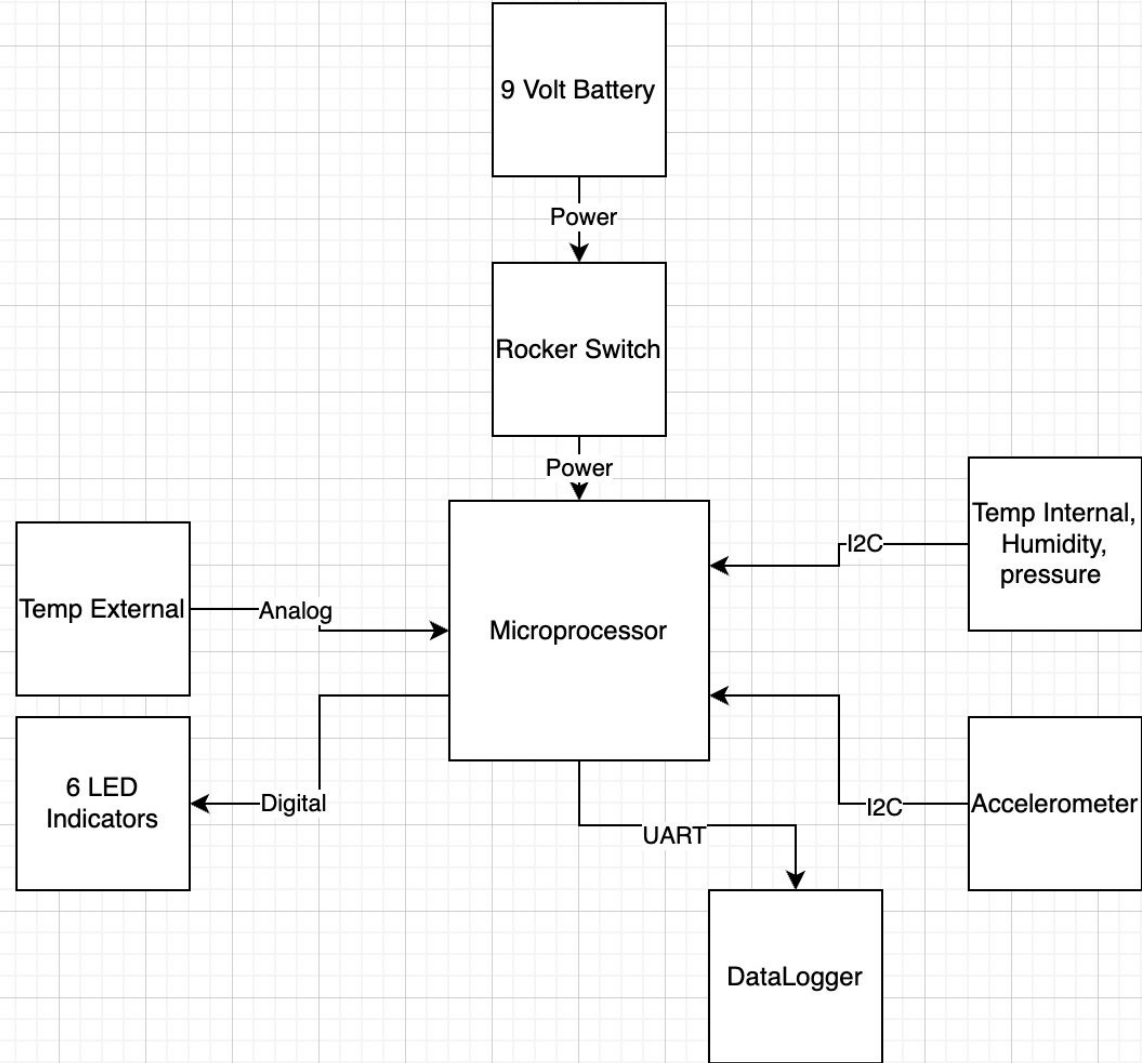 9 Volt Battery
Power
Rocker Switch
Power
Temp Internal,
Humidity,
pressure
I2C
Temp External
Analog
Microprocessor
6 LED
Indicators
Digital
I2C
Accelerometer
UART
DataLogger